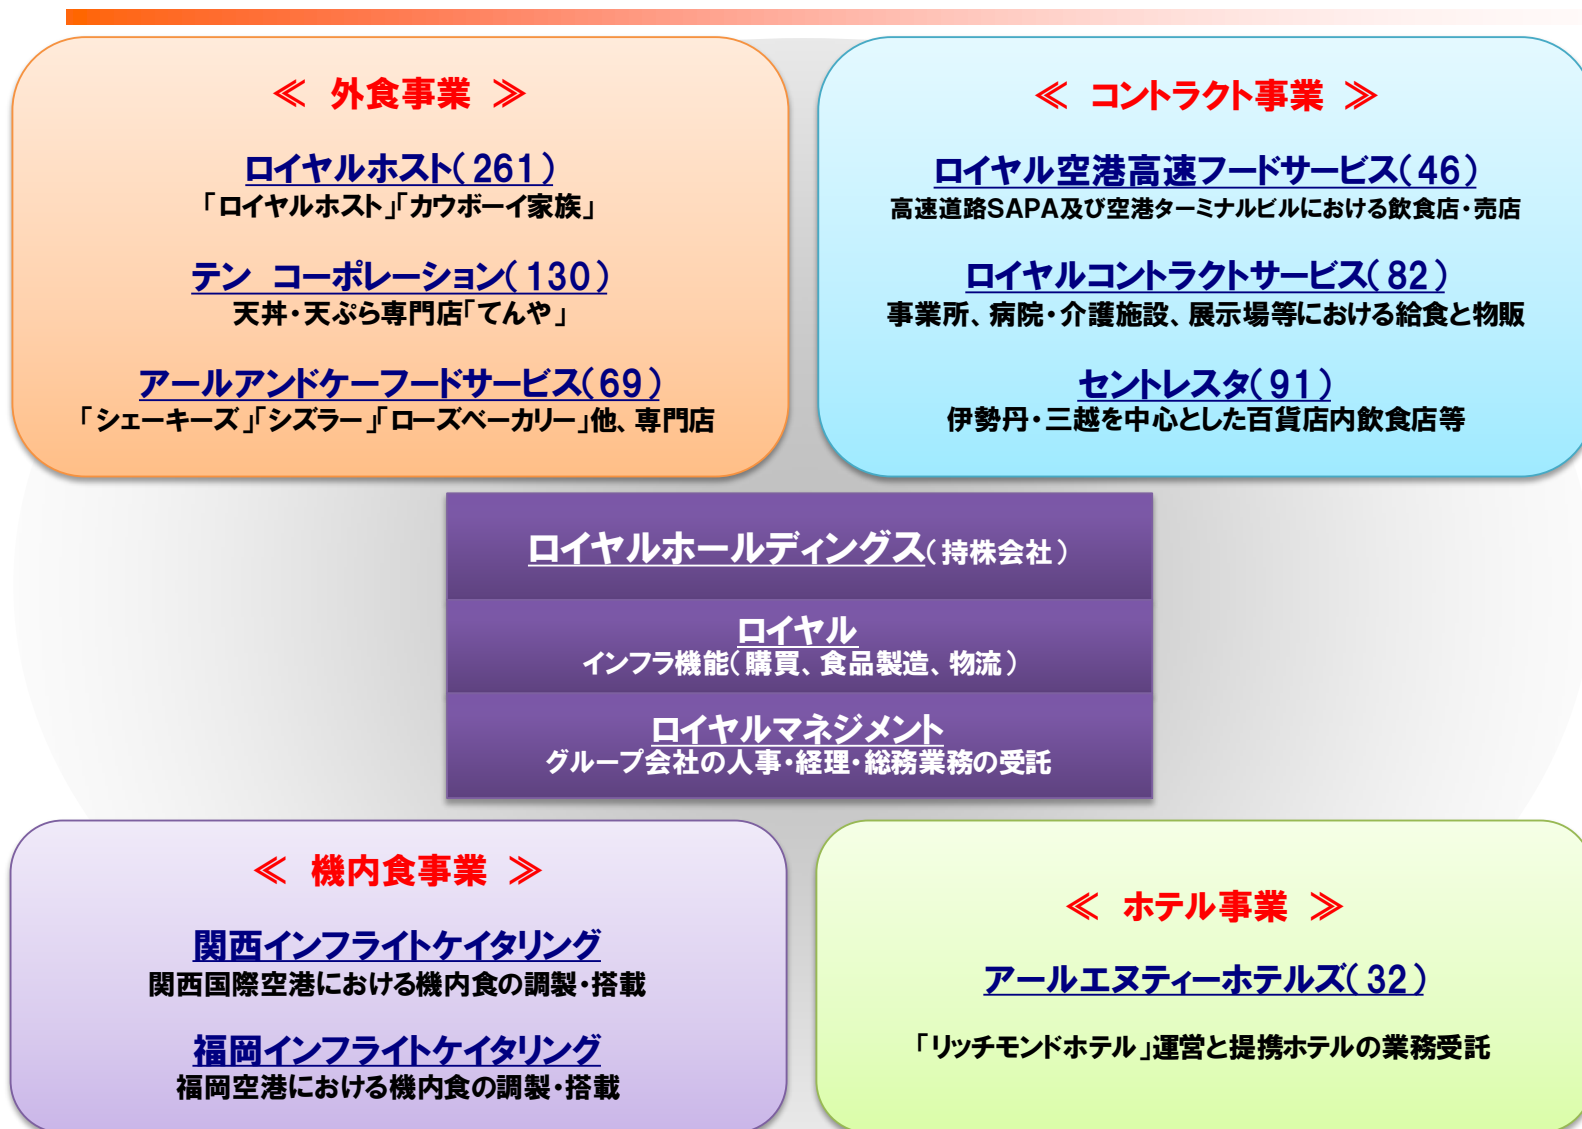 ≪ 外食事業 ≫
ロイヤルホスト(261)
「ロイヤルホスト」「カウボーイ家族」
テン コーポレーション(130)
天丼・天ぷら専門店「てんや」
アールアンドケーフードサービス(69)
「シェーキーズ」「シズラー」「ローズベーカリー」他、専門店
≪ コントラクト事業 ≫
ロイヤル空港高速フードサービス(46)
高速道路SAPA及び空港ターミナルビルにおける飲食店・売店
ロイヤルコントラクトサービス(82)
事業所、病院・介護施設、展示場等における給食と物販
セントレスタ(91)
伊勢丹・三越を中心とした百貨店内飲食店等
ロイヤルホールディングス(持株会社)
ロイヤル
インフラ機能(購買、食品製造、物流)
ロイヤルマネジメント
グループ会社の人事・経理・総務業務の受託
≪ 機内食事業 ≫
関西インフライトケイタリング
関西国際空港における機内食の調製・搭載
福岡インフライトケイタリング
福岡空港における機内食の調製・搭載
≪ ホテル事業 ≫
アールエヌティーホテルズ(32)
「リッチモンドホテル」運営と提携ホテルの業務受託